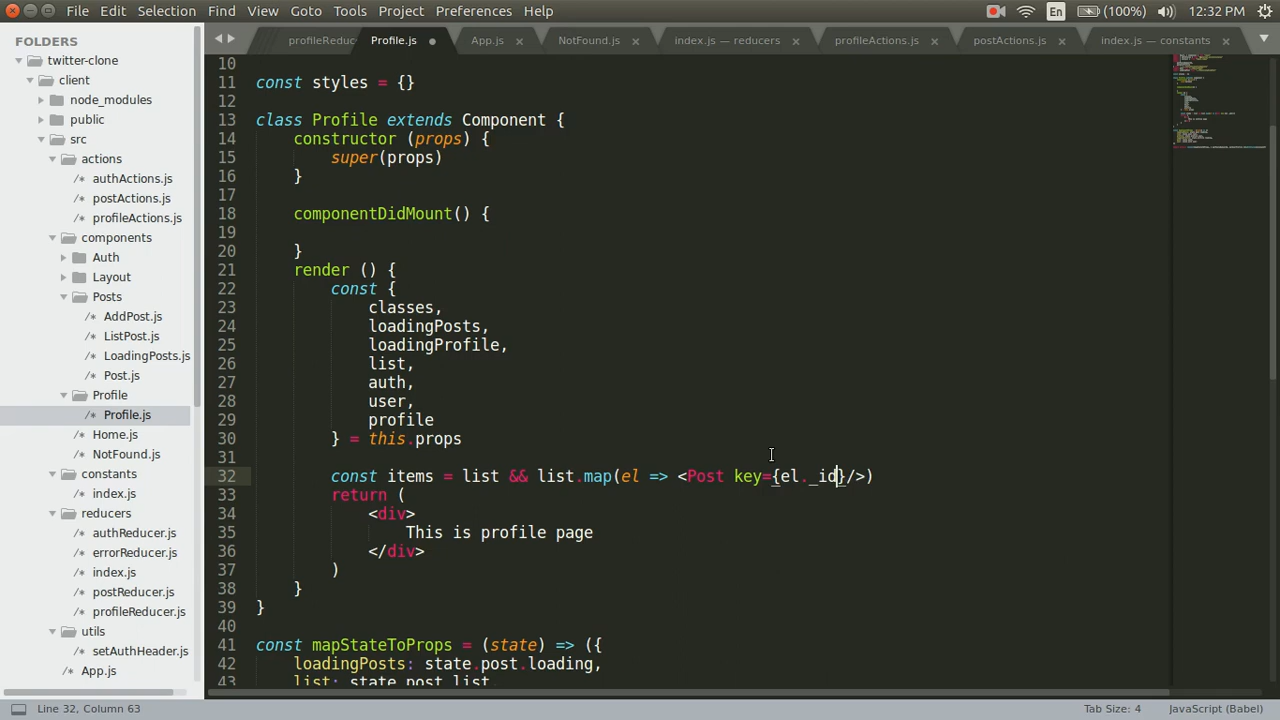 File Edit Selection Find View Goto Tools Project Preferences Help
En (100%) 12:32 PM
FOLDERS
twitter-clone
client
node_modules
public
src
actions
/* authActions.js
/* postActions.js
/* profileActions.js
components
Auth
Layout
Posts
/* AddPost.js
/* ListPost.js
/* LoadingPosts.js
/* Post.js
Profile
/* Profile.js
/* Home.js
/* NotFound.js
constants
/* index.js
reducers
/* authReducer.js
/* errorReducer.js
/* index.js
/* postReducer.js
/* profileReducer.js
utils
/* setAuthHeader.js
/* App.js
profileReduc Profile.js App.js × NotFound.js × index.js — reducers × profileActions.js × postActions.js × index.js — constants ×
10
11 const styles = {}
12
13 class Profile extends Component {
14 constructor (props) {
15 super(props)
16 }
17
18 componentDidMount() {
19
20 }
21 render () {
22 const {
23 classes,
24 loadingPosts,
25 loadingProfile,
26 list,
27 auth,
28 user,
29 profile
30 } = this.props
31
32 const items = list && list.map(el => <Post key={el._id}/>)
33 return (
34 <div>
35 This is profile page
36 </div>
37 )
38 }
39 }
40
41 const mapStateToProps = (state) => ({
42 loadingPosts: state.post.loading,
43 list: state.post.list,
Line 32, Column 63 Tab Size: 4 JavaScript (Babel)